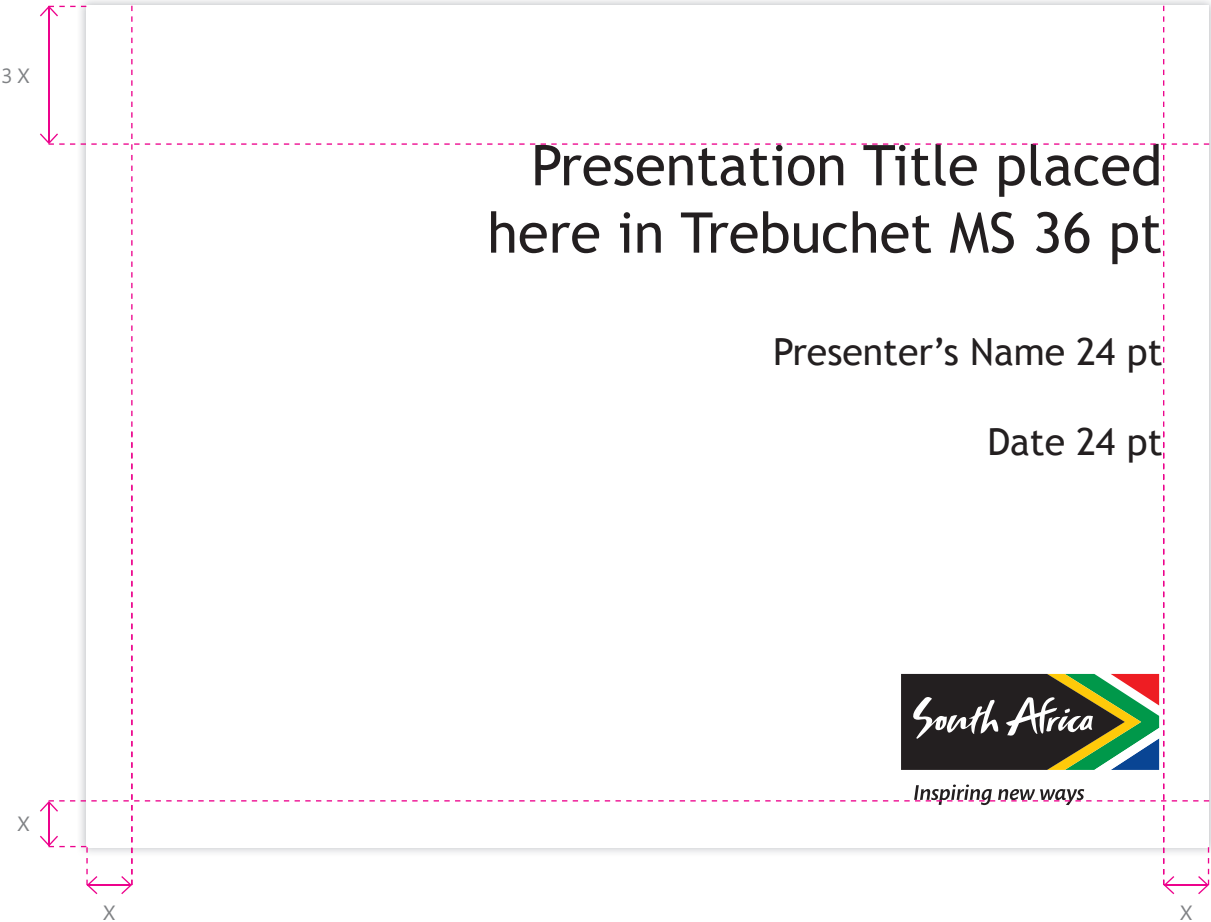 3 X
Presentation Title placed
here in Trebuchet MS 36 pt
Presenter’s Name 24 pt
Date 24 pt
South Africa
Inspiring new ways
X
X
X